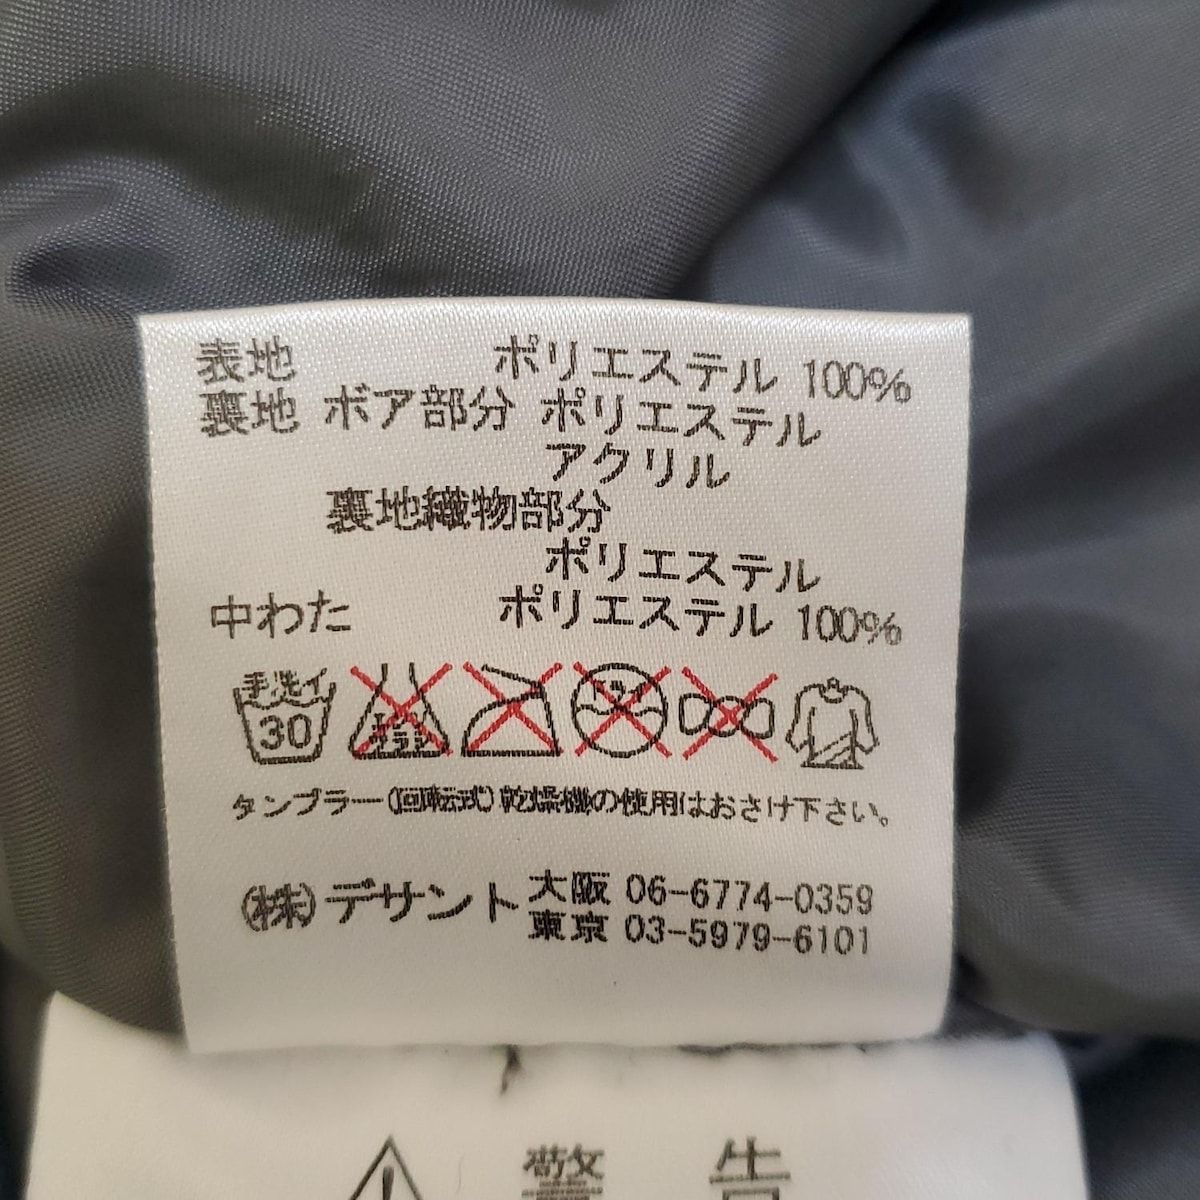 表地 ポリエステル 100%
裏地 ボア部分 ポリエステル
アクリル
裏地織物部分
ポリエステル
中わた ポリエステル 100%
手洗イ
30
タンブラー(回転式)乾燥機の使用はおさけ下さい。
(株)デサント 大阪 06-6774-0359
東京 03-5979-6101
警告